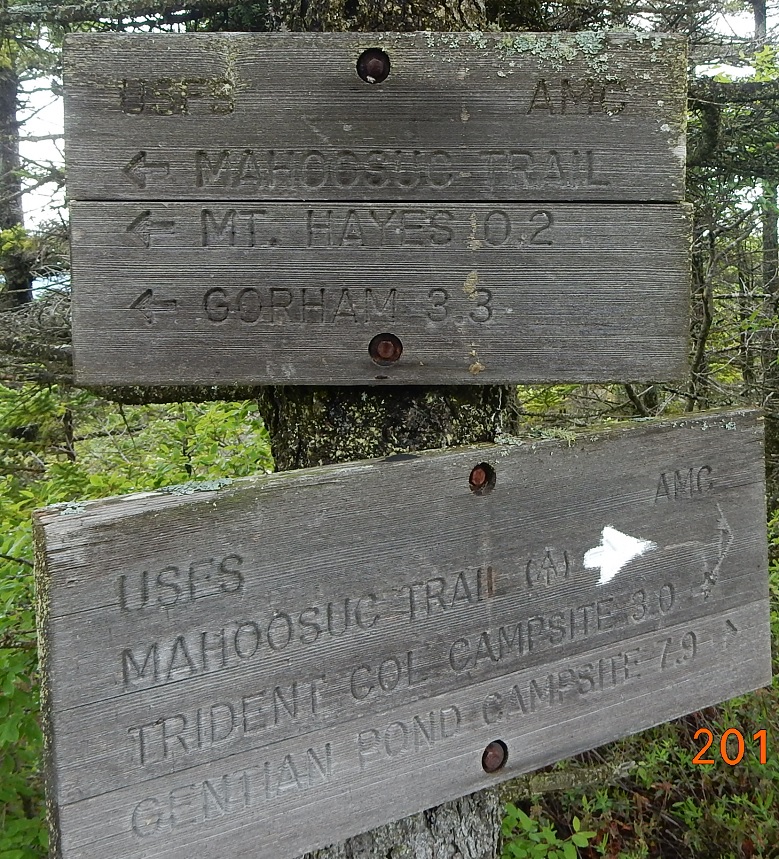 USFS AMC
← MAHOOSUC TRAIL
← MT. HAYES 0.2
← GORHAM 3.3
AMC
USFS
MAHOOSUC TRAIL (A)
TRIDENT COL CAMPSITE 3.0
GENTIAN POND CAMPSITE 7.9
201